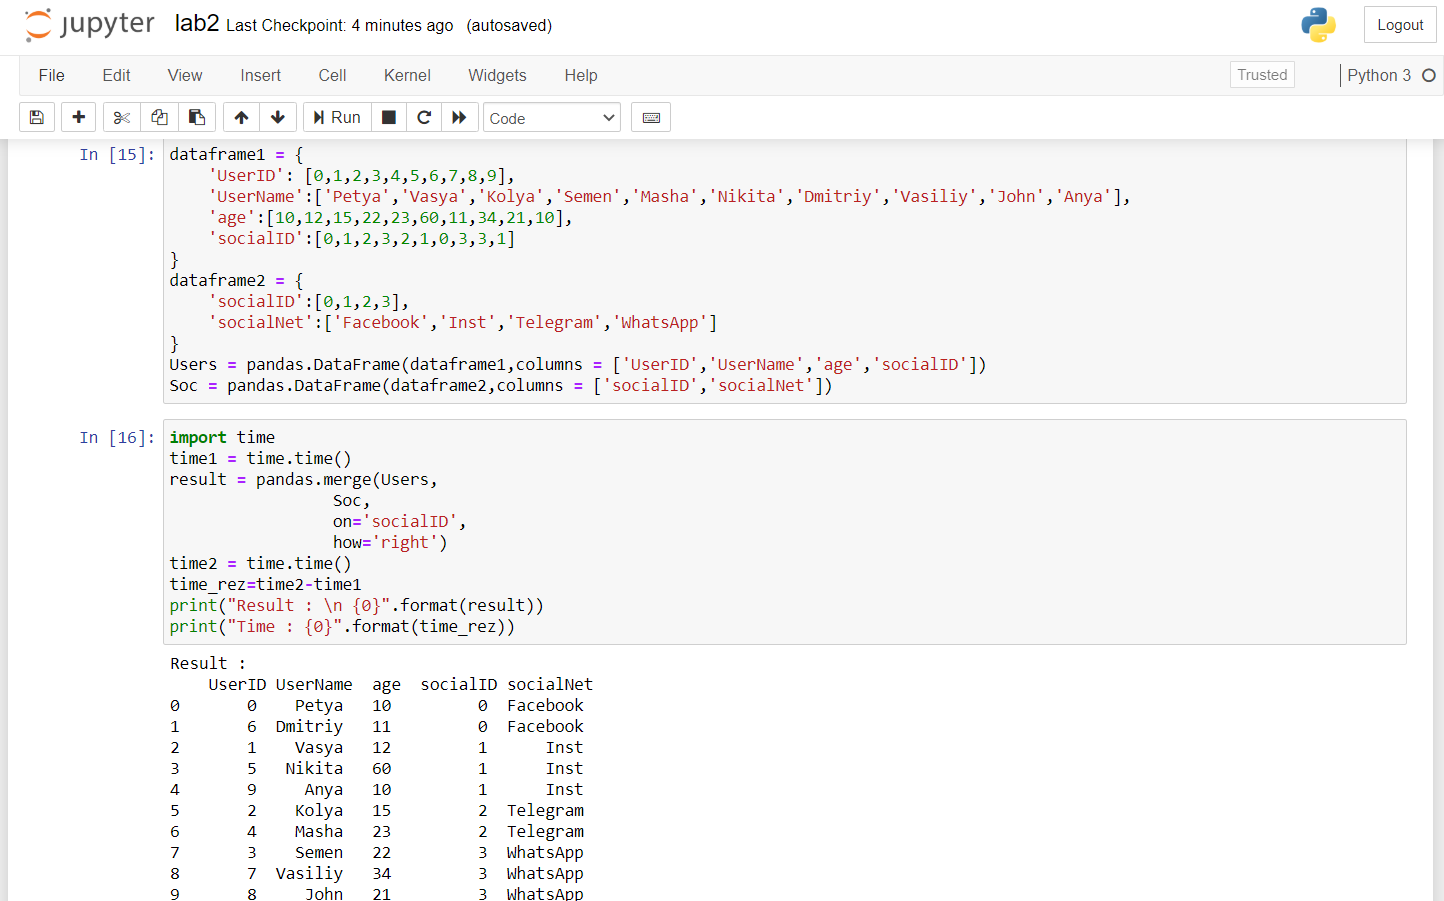 jupyter lab2 Last Checkpoint: 4 minutes ago (autosaved) Logout
File Edit View Insert Cell Kernel Widgets Help Trusted Python 3
Run Code
In [15]: dataframe1 = {
    'UserID': [0,1,2,3,4,5,6,7,8,9],
    'UserName':['Petya','Vasya','Kolya','Semen','Masha','Nikita','Dmitriy','Vasiliy','John','Anya'],
    'age':[10,12,15,22,23,60,11,34,21,10],
    'socialID':[0,1,2,3,2,1,0,3,3,1]
}
dataframe2 = {
    'socialID':[0,1,2,3],
    'socialNet':['Facebook','Inst','Telegram','WhatsApp']
}
Users = pandas.DataFrame(dataframe1,columns = ['UserID','UserName','age','socialID'])
Soc = pandas.DataFrame(dataframe2,columns = ['socialID','socialNet'])
In [16]: import time
time1 = time.time()
result = pandas.merge(Users,
                 Soc,
                 on='socialID',
                 how='right')
time2 = time.time()
time_rez=time2-time1
print("Result : \n {0}".format(result))
print("Time : {0}".format(time_rez))
Result :
    UserID UserName  age  socialID socialNet
0       0    Petya   10         0  Facebook
1       6  Dmitriy   11         0  Facebook
2       1    Vasya   12         1      Inst
3       5   Nikita   60         1      Inst
4       9     Anya   10         1      Inst
5       2    Kolya   15         2  Telegram
6       4    Masha   23         2  Telegram
7       3    Semen   22         3  WhatsApp
8       7  Vasiliy   34         3  WhatsApp
9       8     John   21         3  WhatsApp